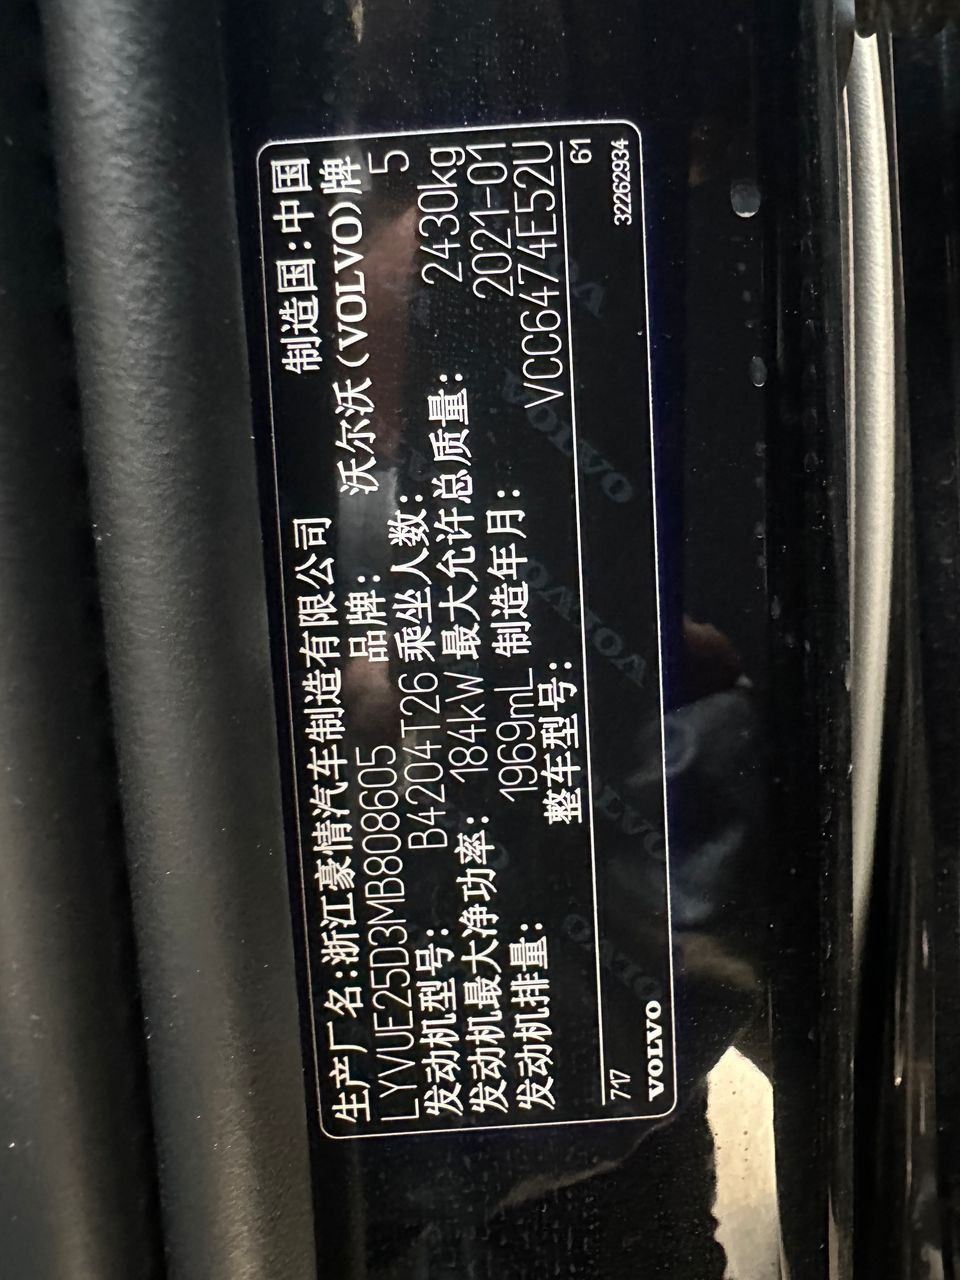 生产厂名:浙江豪情汽车制造有限公司 制造国:中国
LYVUE25D3MB808605 品牌: 沃尔沃(VOLVO)牌
发动机型号: B4204T26 乘坐人数: 5
发动机最大净功率: 184kW 最大允许总质量: 2430kg
发动机排量: 1969mL 制造年月: 2021-01
整车型号: VCC6474E52U
717 61
VOLVO 32262934